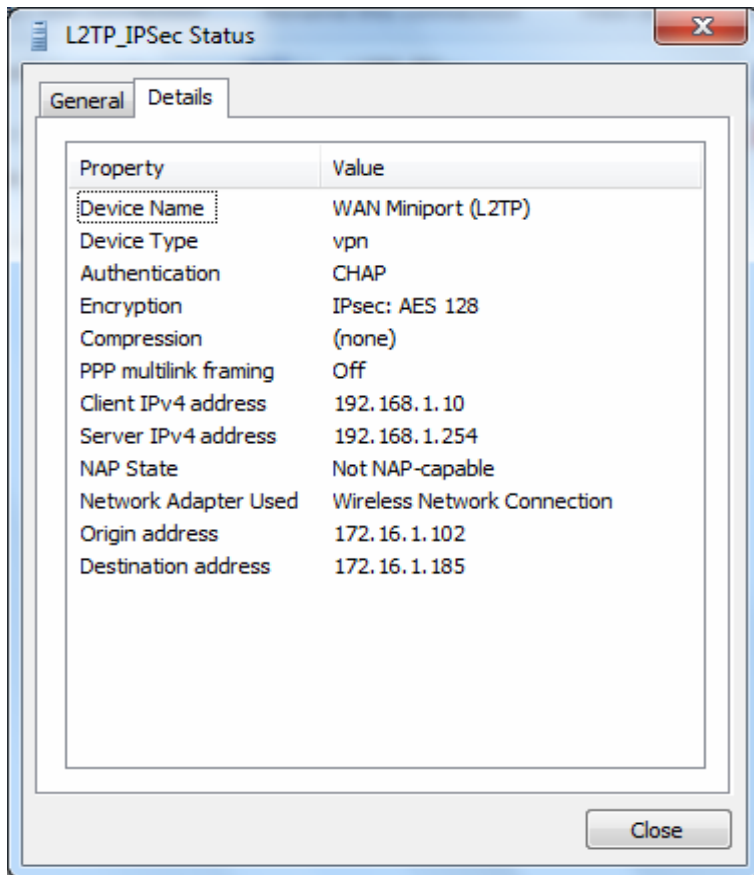 L2TP_IPSec Status
General Details
Property Value
Device Name WAN Miniport (L2TP)
Device Type vpn
Authentication CHAP
Encryption IPsec: AES 128
Compression (none)
PPP multilink framing Off
Client IPv4 address 192.168.1.10
Server IPv4 address 192.168.1.254
NAP State Not NAP-capable
Network Adapter Used Wireless Network Connection
Origin address 172.16.1.102
Destination address 172.16.1.185
Close